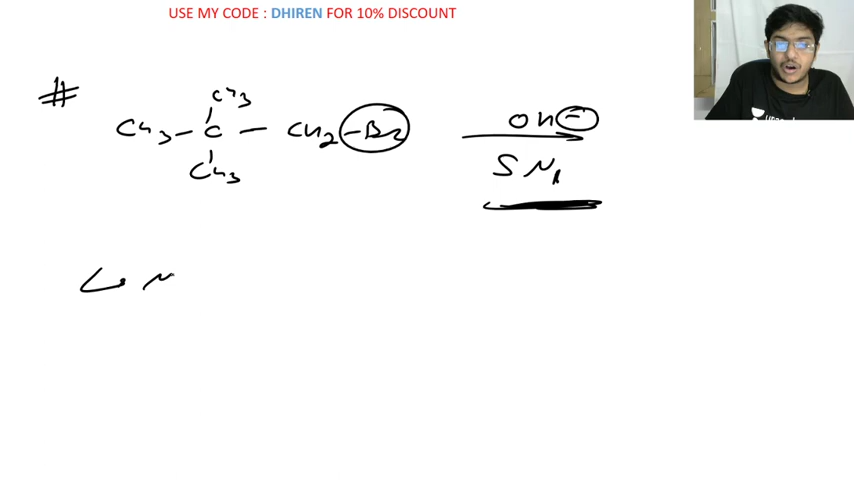 USE MY CODE : DHIREN FOR 10% DISCOUNT
#
CH3
CH3 - C - CH2 - Br
CH3
OH-
SN1